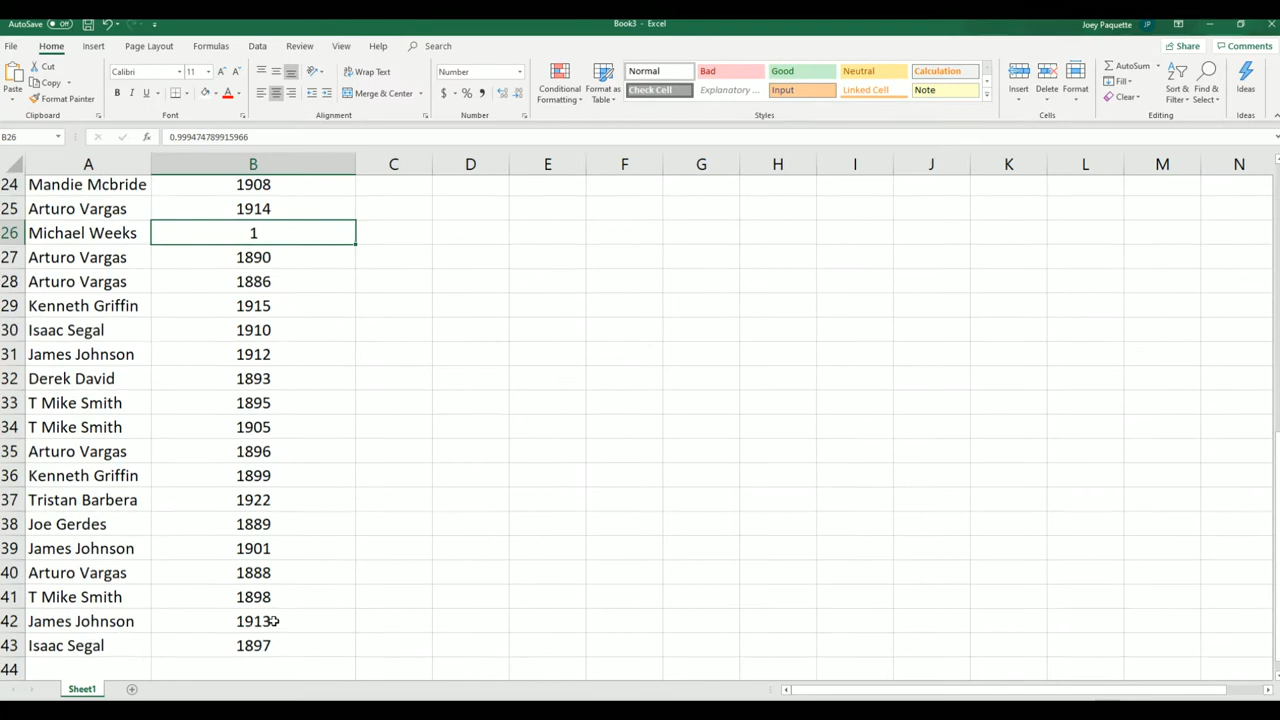 AutoSave Off
Book3 - Excel
Joey Paquette JP
File Home Insert Page Layout Formulas Data Review View Help Search Share Comments
Paste
Cut
Copy
Format Painter
Clipboard
Calibri 11
B I U
Font
Wrap Text
Merge & Center
Alignment
Number
$ % ,
Number
Conditional
Formatting
Format as
Table
Normal Bad Good Neutral Calculation
Check Cell Explanatory ... Input Linked Cell Note
Styles
Insert Delete Format
Cells
AutoSum
Fill
Clear
Sort &
Filter
Find &
Select
Editing
Ideas
Ideas
B26 fx 0.999474789915966
A B C D E F G H I J K L M N
24 Mandie Mcbride 1908
25 Arturo Vargas 1914
26 Michael Weeks 1
27 Arturo Vargas 1890
28 Arturo Vargas 1886
29 Kenneth Griffin 1915
30 Isaac Segal 1910
31 James Johnson 1912
32 Derek David 1893
33 T Mike Smith 1895
34 T Mike Smith 1905
35 Arturo Vargas 1896
36 Kenneth Griffin 1899
37 Tristan Barbera 1922
38 Joe Gerdes 1889
39 James Johnson 1901
40 Arturo Vargas 1888
41 T Mike Smith 1898
42 James Johnson 1913
43 Isaac Segal 1897
44
Sheet1